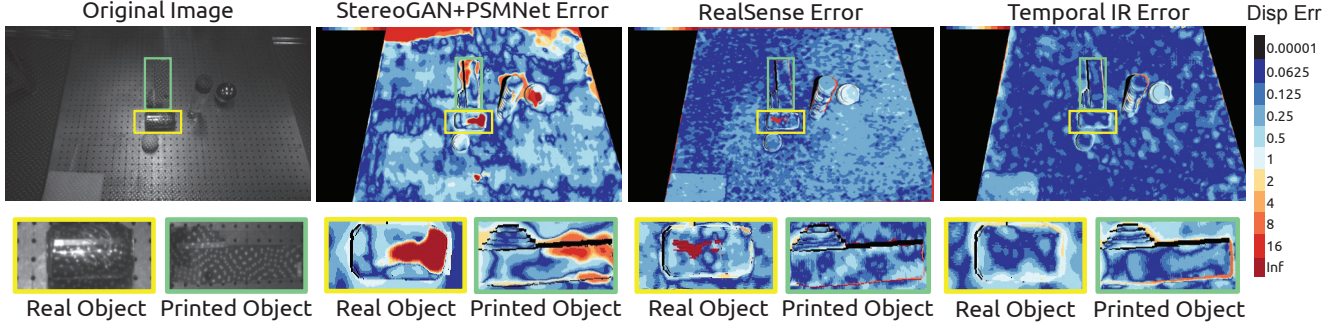 Original Image
StereoGAN+PSMNet Error
RealSense Error
Temporal IR Error
Disp Err
0.00001
0.0625
0.125
0.25
0.5
1
2
4
8
16
Inf
Real Object
Printed Object
Real Object
Printed Object
Real Object
Printed Object
Real Object
Printed Object